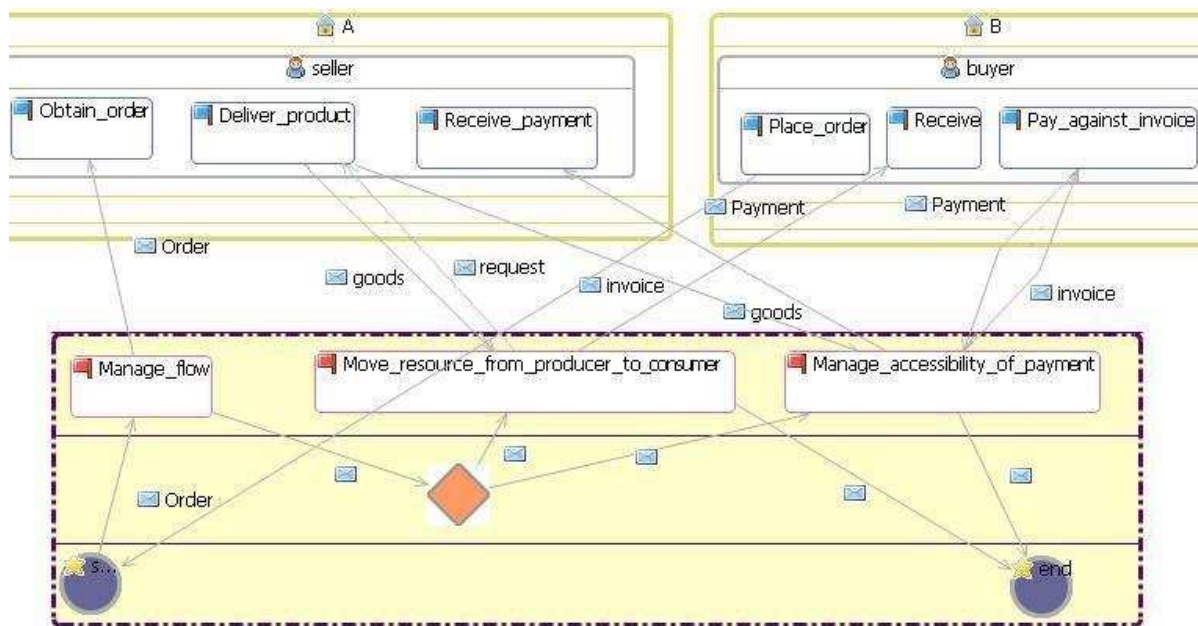 A
B
seller
buyer
Obtain_order
Deliver_product
Receive_payment
Place_order
Receive
Pay_against_invoice
Payment
Payment
Order
goods
request
invoice
goods
invoice
Manage_flow
Move_resource_from_producer_to_consumer
Manage_accessibility_of_payment
Order
s...
end